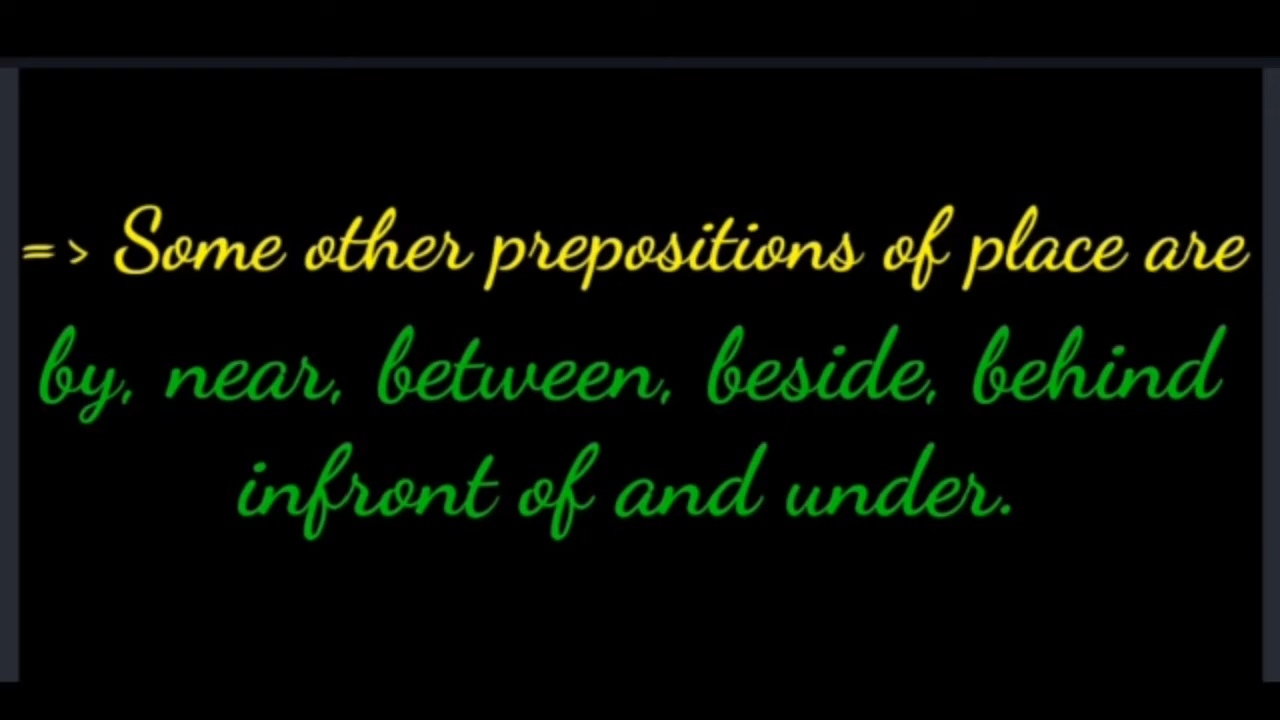 => Some other prepositions of place are
by, near, between, beside, behind
infront of and under.